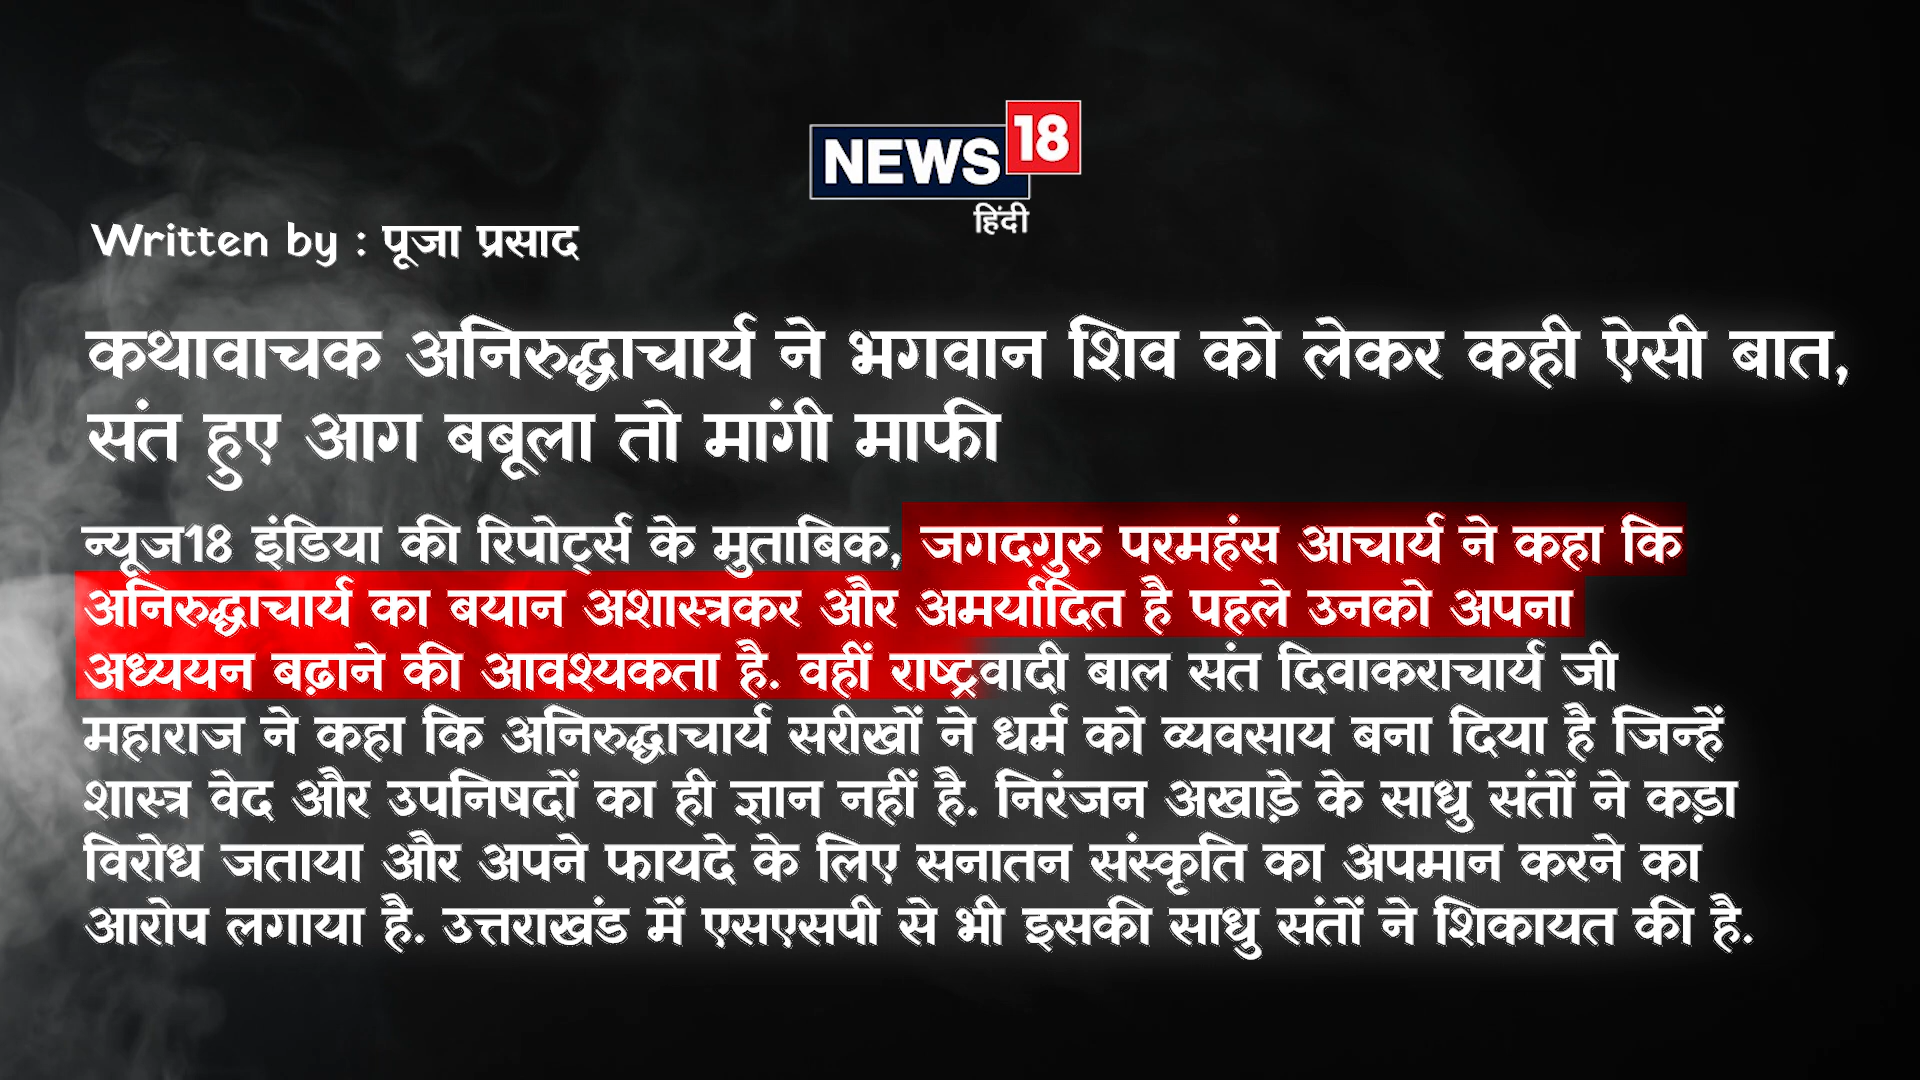 NEWS 18
हिंदी
Written by : पूजा प्रसाद
कथावाचक अनिरुद्धाचार्य ने भगवान शिव को लेकर कही ऐसी बात,
संत हुए आग बबूला तो मांगी माफी
न्यूज18 इंडिया की रिपोर्ट्स के मुताबिक, जगदगुरु परमहंस आचार्य ने कहा कि
अनिरुद्धाचार्य का बयान अशास्त्रकर और अमर्यादित है पहले उनको अपना
अध्ययन बढ़ाने की आवश्यकता है. वहीं राष्ट्रवादी बाल संत दिवाकराचार्य जी
महाराज ने कहा कि अनिरुद्धाचार्य सरीखों ने धर्म को व्यवसाय बना दिया है जिन्हें
शास्त्र वेद और उपनिषदों का ही ज्ञान नहीं है. निरंजन अखाड़े के साधु संतों ने कड़ा
विरोध जताया और अपने फायदे के लिए सनातन संस्कृति का अपमान करने का
आरोप लगाया है. उत्तराखंड में एसएसपी से भी इसकी साधु संतों ने शिकायत की है.